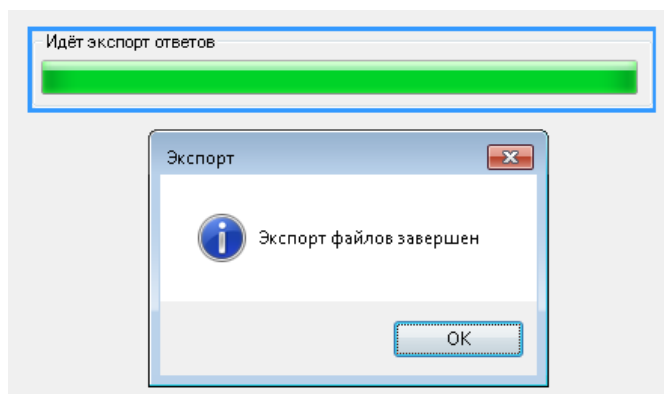 Идёт экспорт ответов
Экспорт
Экспорт файлов завершен
OK